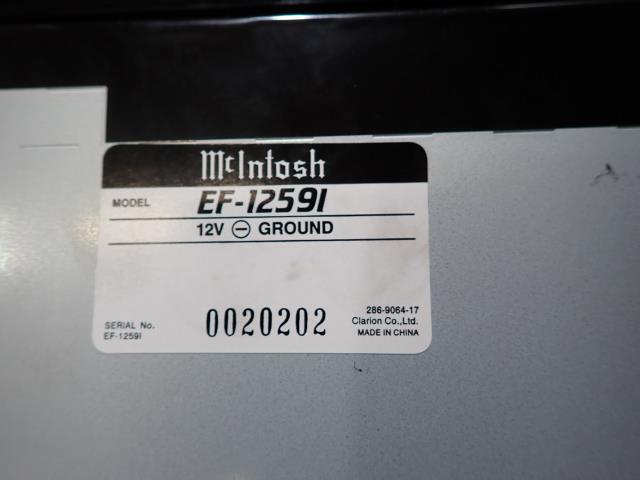 McIntosh
MODEL EF-1259I
12V ⊖ GROUND
286-9064-17
SERIAL No. 0020202 Clarion Co.,Ltd.
EF-1259I MADE IN CHINA